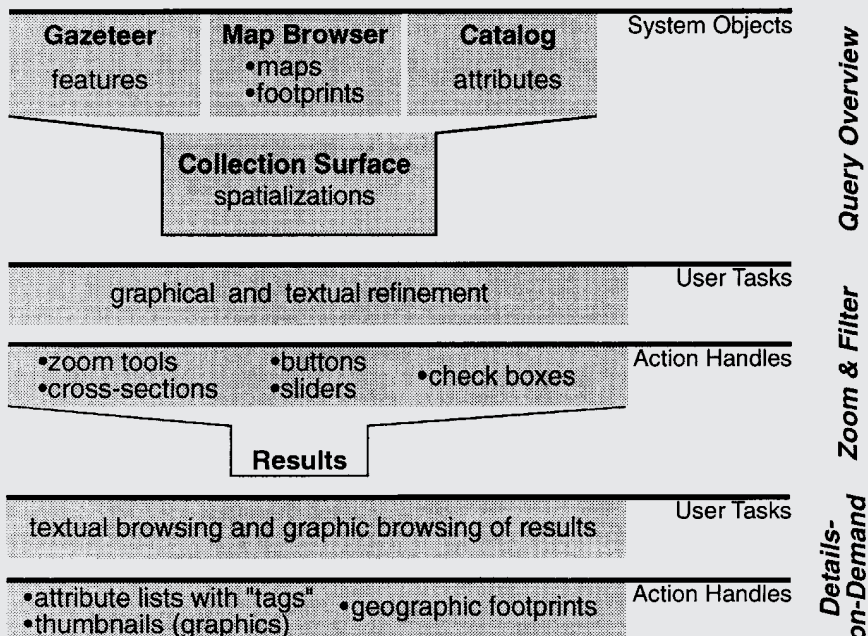 System Objects
Gazeteer
features
Map Browser
•maps
•footprints
Catalog
attributes
Collection Surface
spatializations
Query Overview
User Tasks
graphical and textual refinement
Action Handles
•zoom tools
•cross-sections
•buttons
•sliders
•check boxes
Results
Zoom & Filter
User Tasks
textual browsing and graphic browsing of results
Action Handles
•attribute lists with "tags"
•thumbnails (graphics)
•geographic footprints
Details-
on-Demand